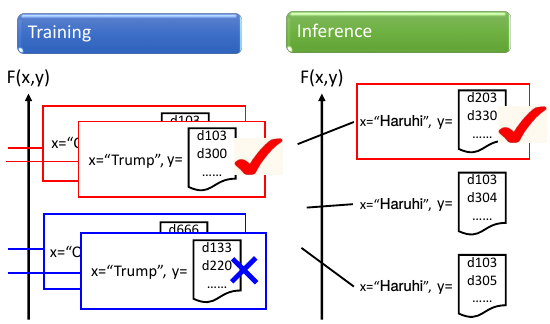 Training
Inference
F(x,y)
F(x,y)
d103
x="
d103
d300
......
x="Trump", y=
d666
x="O
d133
d220
......
x="Trump", y=
d203
d330
......
x="Haruhi", y=
d103
d304
......
x="Haruhi", y=
d103
d305
......
x="Haruhi", y=